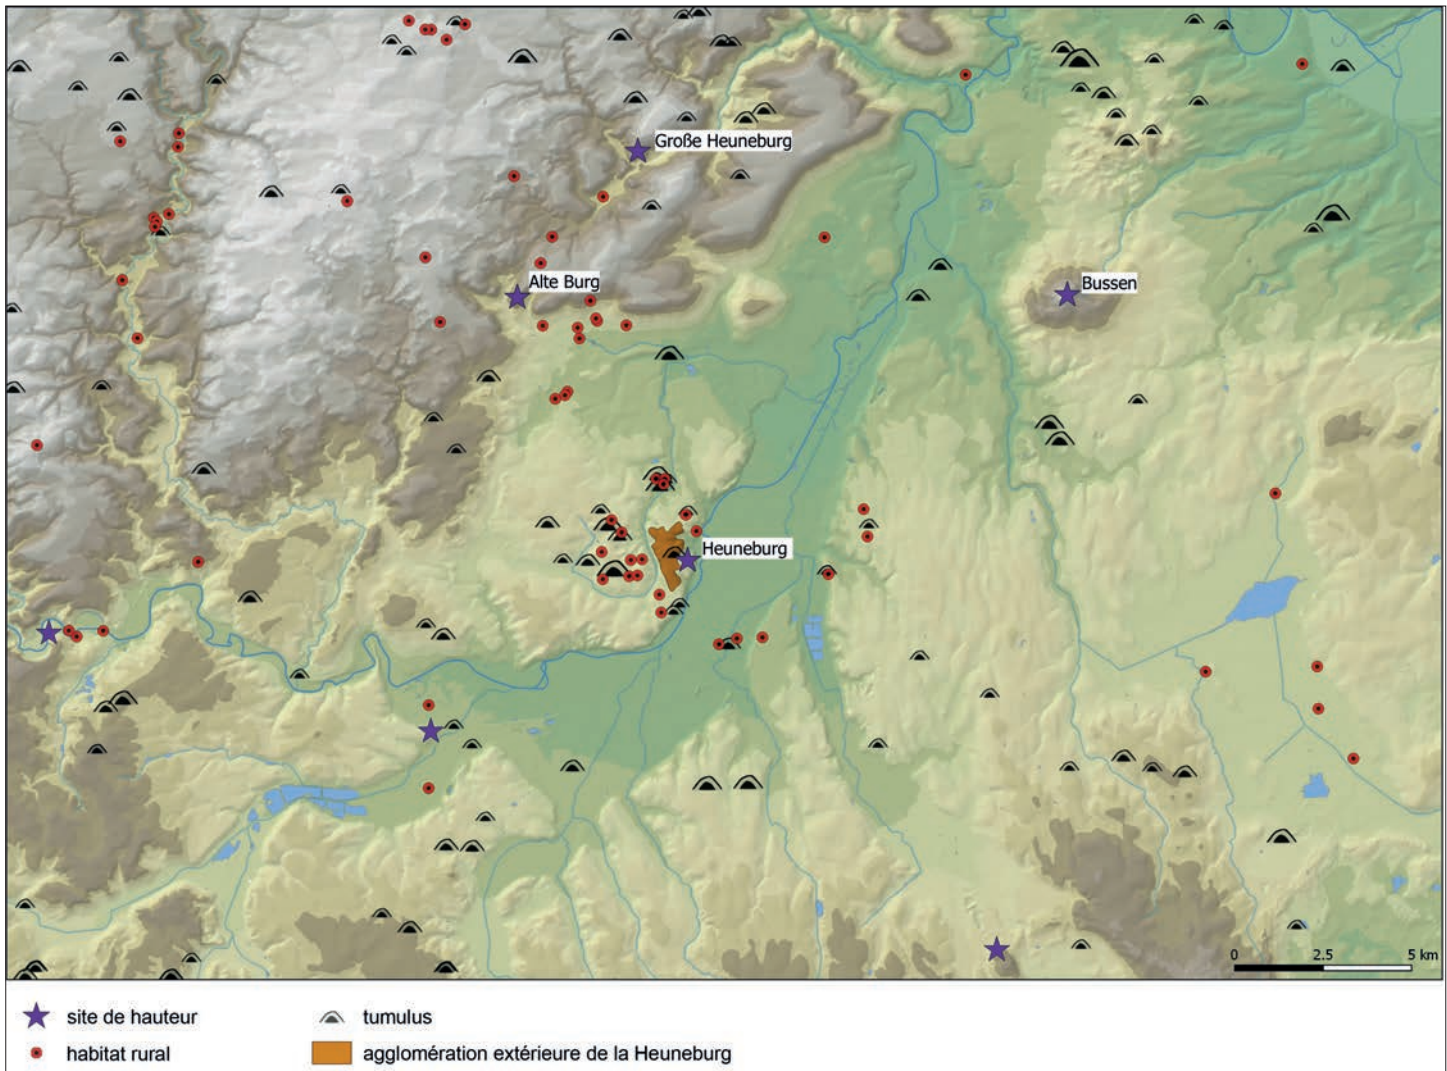 Große Heuneburg
Alte Burg
Bussen
Heuneburg
0 2.5 5 km
site de hauteur
tumulus
habitat rural
agglomération extérieure de la Heuneburg